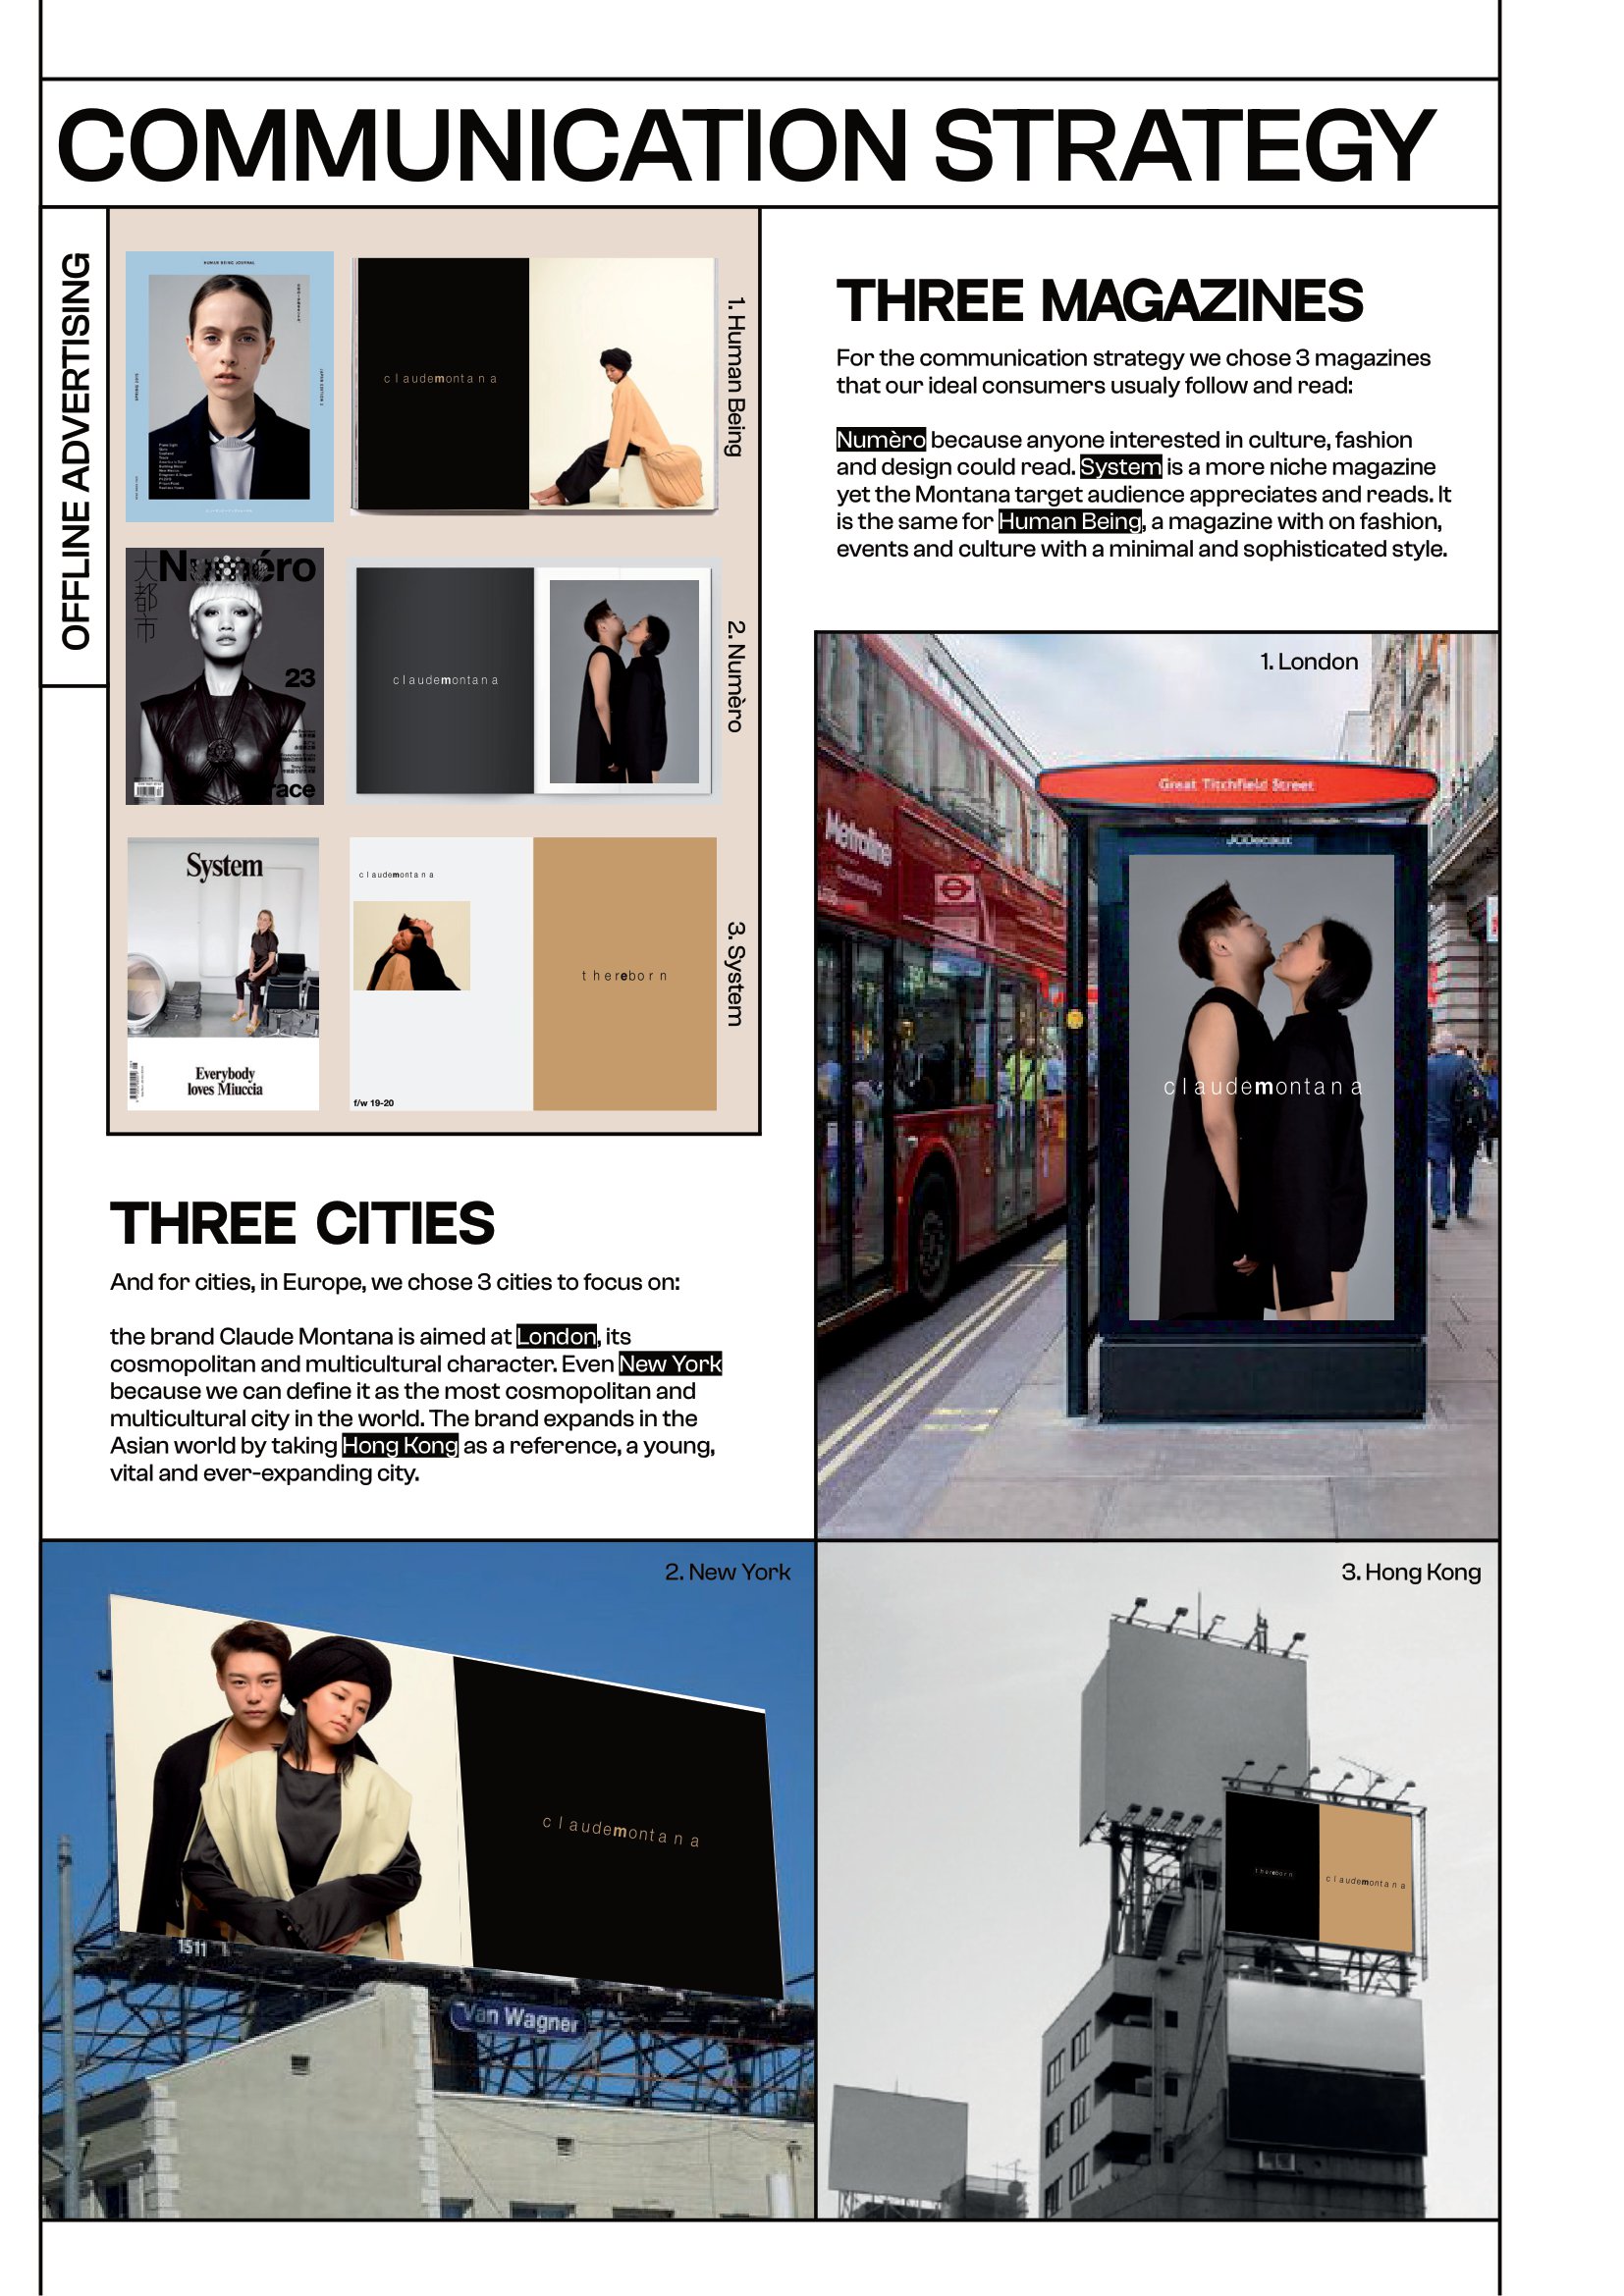 COMMUNICATION STRATEGY
OFFLINE ADVERTISING
HUMAN BEING JOURNAL
claudemontana
1. Human Being
大都市
Numéro
23
claudemontana
2. Numèro
System
Everybody
loves Miuccia
claudemontana
f/w 19-20
thereborn
3. System
THREE MAGAZINES
For the communication strategy we chose 3 magazines
that our ideal consumers usualy follow and read:
Numèro because anyone interested in culture, fashion
and design could read. System is a more niche magazine
yet the Montana target audience appreciates and reads. It
is the same for Human Being, a magazine with on fashion,
events and culture with a minimal and sophisticated style.
1. London
Great Titchfield Street
JCDecaux
Metroline
claudemontana
THREE CITIES
And for cities, in Europe, we chose 3 cities to focus on:
the brand Claude Montana is aimed at London, its
cosmopolitan and multicultural character. Even New York
because we can define it as the most cosmopolitan and
multicultural city in the world. The brand expands in the
Asian world by taking Hong Kong as a reference, a young,
vital and ever-expanding city.
2. New York
claudemontana
1511
Van Wagner
3. Hong Kong
thereborn
claudemontana